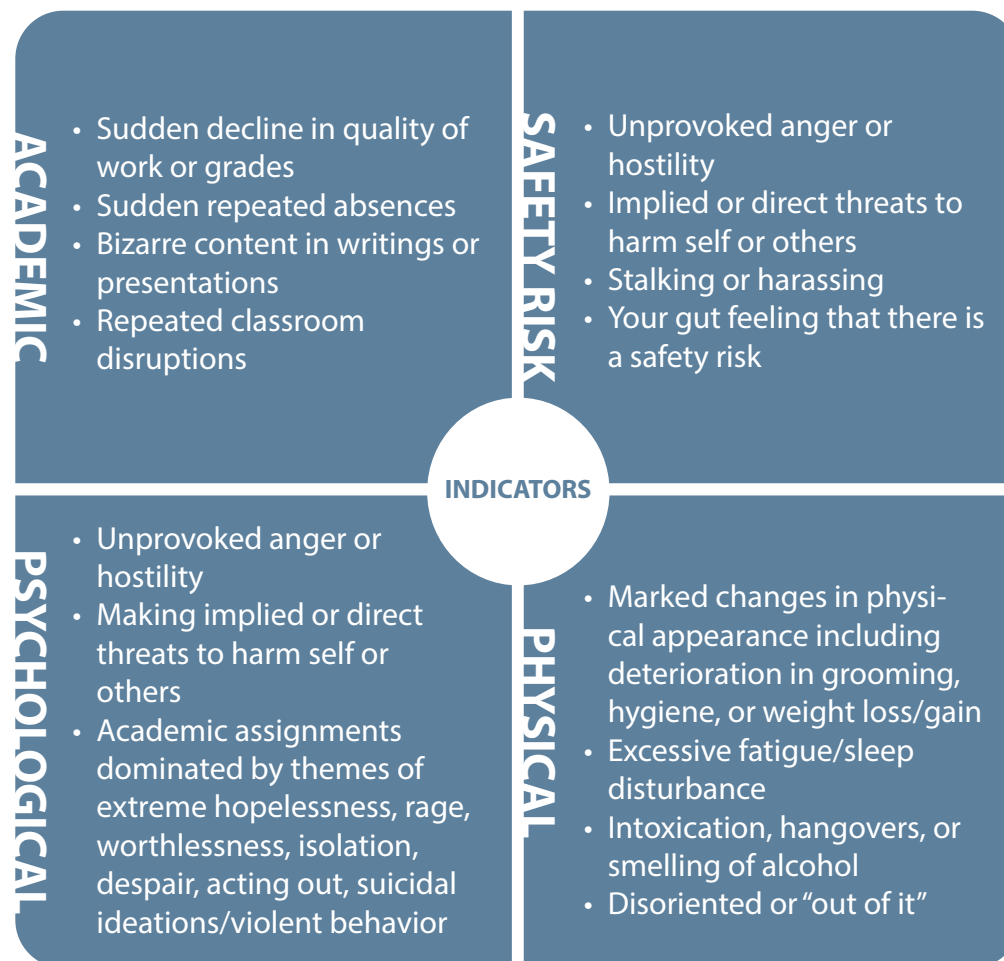 ACADEMIC
• Sudden decline in quality of
work or grades
• Sudden repeated absences
• Bizarre content in writings or
presentations
• Repeated classroom
disruptions
SAFETY RISK
• Unprovoked anger or
hostility
• Implied or direct threats to
harm self or others
• Stalking or harassing
• Your gut feeling that there is
a safety risk
INDICATORS
PSYCHOLOGICAL
• Unprovoked anger or
hostility
• Making implied or direct
threats to harm self or
others
• Academic assignments
dominated by themes of
extreme hopelessness, rage,
worthlessness, isolation,
despair, acting out, suicidal
ideations/violent behavior
PHYSICAL
• Marked changes in physi-
cal appearance including
deterioration in grooming,
hygiene, or weight loss/gain
• Excessive fatigue/sleep
disturbance
• Intoxication, hangovers, or
smelling of alcohol
• Disoriented or “out of it”